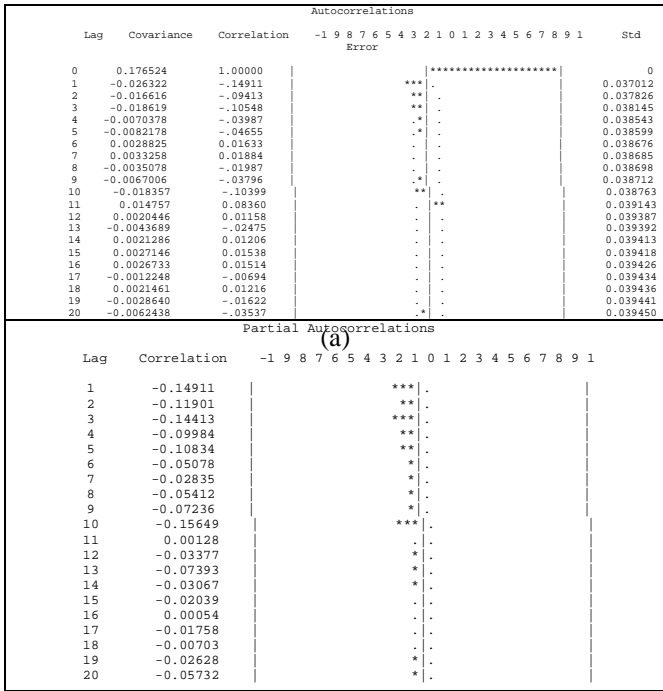 Autocorrelations
Lag Covariance Correlation -1 9 8 7 6 5 4 3 2 1 0 1 2 3 4 5 6 7 8 9 1 Std
Error
0 0.176524 1.00000 | |********************| 0
1 -0.026322 -.14911 | ***|. | 0.037012
2 -0.016616 -.09413 | **| . | 0.037826
3 -0.018619 -.10548 | **| . | 0.038145
4 -0.0070378 -.03987 | .*| . | 0.038543
5 -0.0082178 -.04655 | .*| . | 0.038599
6 0.0028825 0.01633 | . | . | 0.038676
7 0.0033258 0.01884 | . | . | 0.038685
8 -0.0035078 -.01987 | . | . | 0.038698
9 -0.0067006 -.03796 | .*| . | 0.038712
10 -0.018357 -.10399 | **| . | 0.038763
11 0.014757 0.08360 | . |** | 0.039143
12 0.0020446 0.01158 | . | . | 0.039387
13 -0.0043689 -.02475 | . | . | 0.039392
14 0.0021286 0.01206 | . | . | 0.039413
15 0.0027146 0.01538 | . | . | 0.039418
16 0.0026733 0.01514 | . | . | 0.039426
17 -0.0012248 -.00694 | . | . | 0.039434
18 0.0021461 0.01216 | . | . | 0.039436
19 -0.0028640 -.01622 | . | . | 0.039441
20 -0.0062438 -.03537 | .*| . | 0.039450
Partial Autocorrelations
(a)
Lag Correlation -1 9 8 7 6 5 4 3 2 1 0 1 2 3 4 5 6 7 8 9 1
1 -0.14911 | ***|. |
2 -0.11901 | **|. |
3 -0.14413 | ***|. |
4 -0.09984 | **|. |
5 -0.10834 | **|. |
6 -0.05078 | *|. |
7 -0.02835 | *|. |
8 -0.05412 | *|. |
9 -0.07236 | *|. |
10 -0.15649 | ***|. |
11 0.00128 | .|. |
12 -0.03377 | *|. |
13 -0.07393 | *|. |
14 -0.03067 | *|. |
15 -0.02039 | .|. |
16 0.00054 | .|. |
17 -0.01758 | .|. |
18 -0.00703 | .|. |
19 -0.02628 | *|. |
20 -0.05732 | *|. |